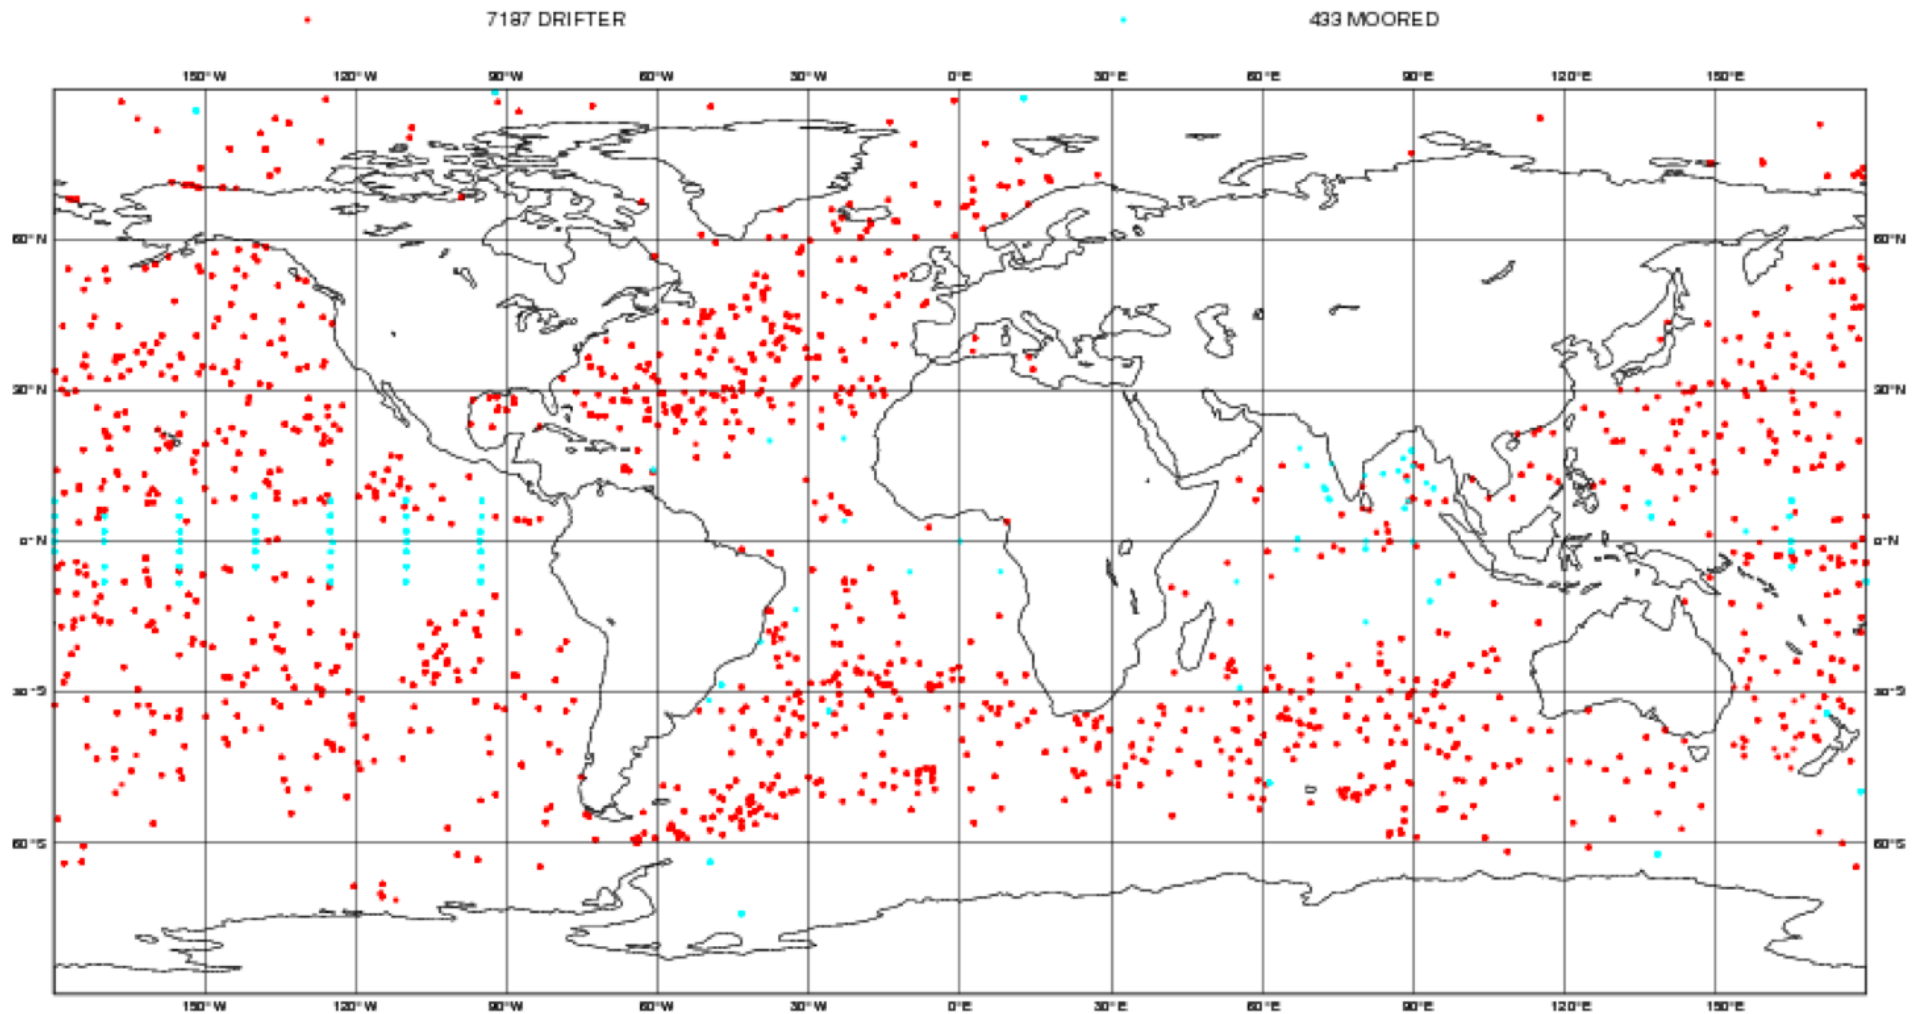 7187 DRIFTER 433 MOORED
150°W 120°W 90°W 60°W 30°W 0°E 30°E 60°E 90°E 120°E 150°E
60°N 60°N
30°N 30°N
0°N 0°N
30°S 30°S
60°S 60°S
150°W 120°W 90°W 60°W 30°W 0°E 30°E 60°E 90°E 120°E 150°E